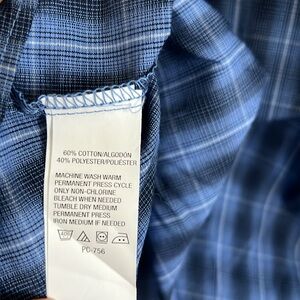 60% COTTON/ALGODÓN
40% POLYESTER/POLIÉSTER
MACHINE WASH WARM
PERMANENT PRESS CYCLE
ONLY NON-CHLORINE
BLEACH WHEN NEEDED
TUMBLE DRY MEDIUM
PERMANENT PRESS
IRON MEDIUM IF NEEDED
PD-756